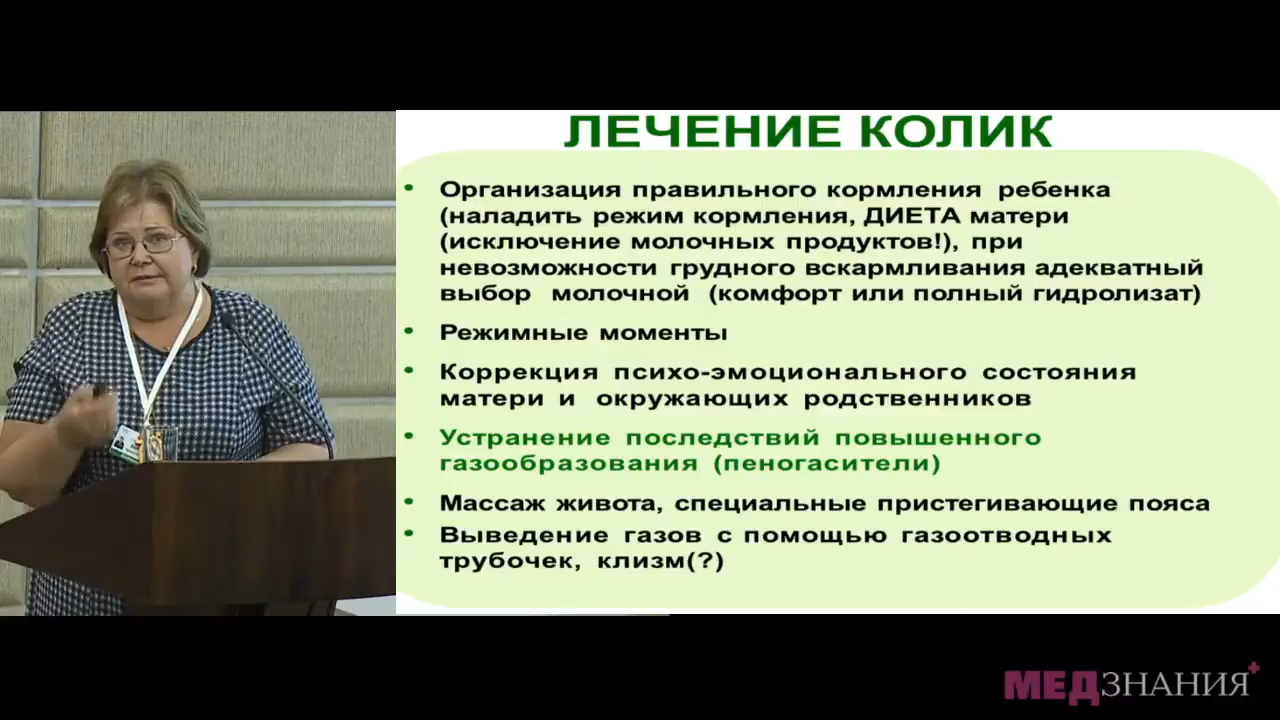 ЛЕЧЕНИЕ КОЛИК
• Организация правильного кормления ребенка
(наладить режим кормления, ДИЕТА матери
(исключение молочных продуктов!), при
невозможности грудного вскармливания адекватный
выбор молочной (комфорт или полный гидролизат)
• Режимные моменты
• Коррекция психо-эмоционального состояния
матери и окружающих родственников
• Устранение последствий повышенного
газообразования (пеногасители)
• Массаж живота, специальные пристегивающие пояса
• Выведение газов с помощью газоотводных
трубочек, клизм(?)
МЕДЗНАНИЯ+